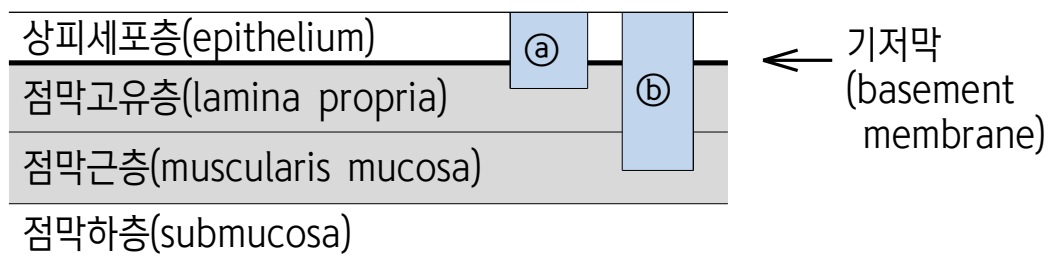 상피세포층(epithelium)
ⓐ
기저막
(basement
membrane)
점막고유층(lamina propria)
ⓑ
점막근층(muscularis mucosa)
점막하층(submucosa)